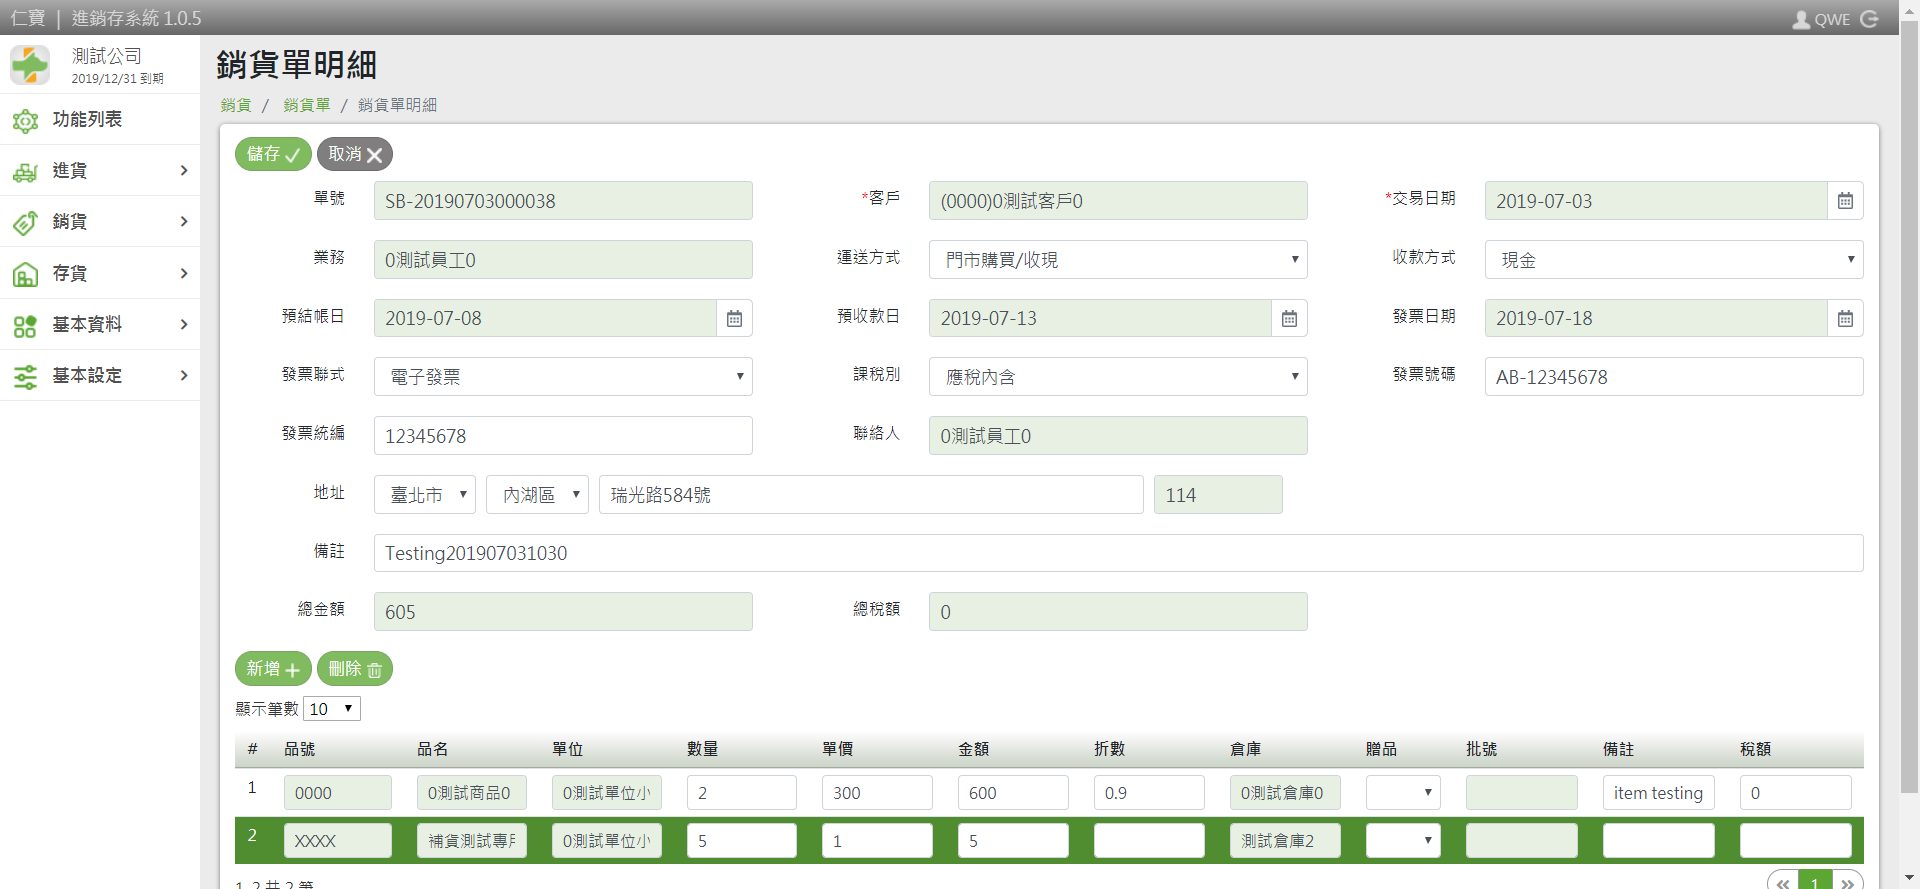 仁寶 | 進銷存系統 1.0.5
QWE
測試公司
2019/12/31 到期
功能列表
進貨
銷貨
存貨
基本資料
基本設定
銷貨單明細
銷貨 / 銷貨單 / 銷貨單明細
儲存 取消
單號 SB-20190703000038 *客戶 (0000)0測試客戶0 *交易日期 2019-07-03
業務 0測試員工0 運送方式 門市購買/收現 收款方式 現金
預結帳日 2019-07-08 預收款日 2019-07-13 發票日期 2019-07-18
發票聯式 電子發票 課稅別 應稅內含 發票號碼 AB-12345678
發票統編 12345678 聯絡人 0測試員工0
地址 臺北市 內湖區 瑞光路584號 114
備註 Testing201907031030
總金額 605 總稅額 0
新增 刪除
顯示筆數 10
# 品號 品名 單位 數量 單價 金額 折數 倉庫 贈品 批號 備註 稅額
1 0000 0測試商品0 0測試單位小 2 300 600 0.9 0測試倉庫0 item testing 0
2 XXXX 補貨測試專 0測試單位小 5 1 5 測試倉庫2
1 2 共 2 筆
« 1 »